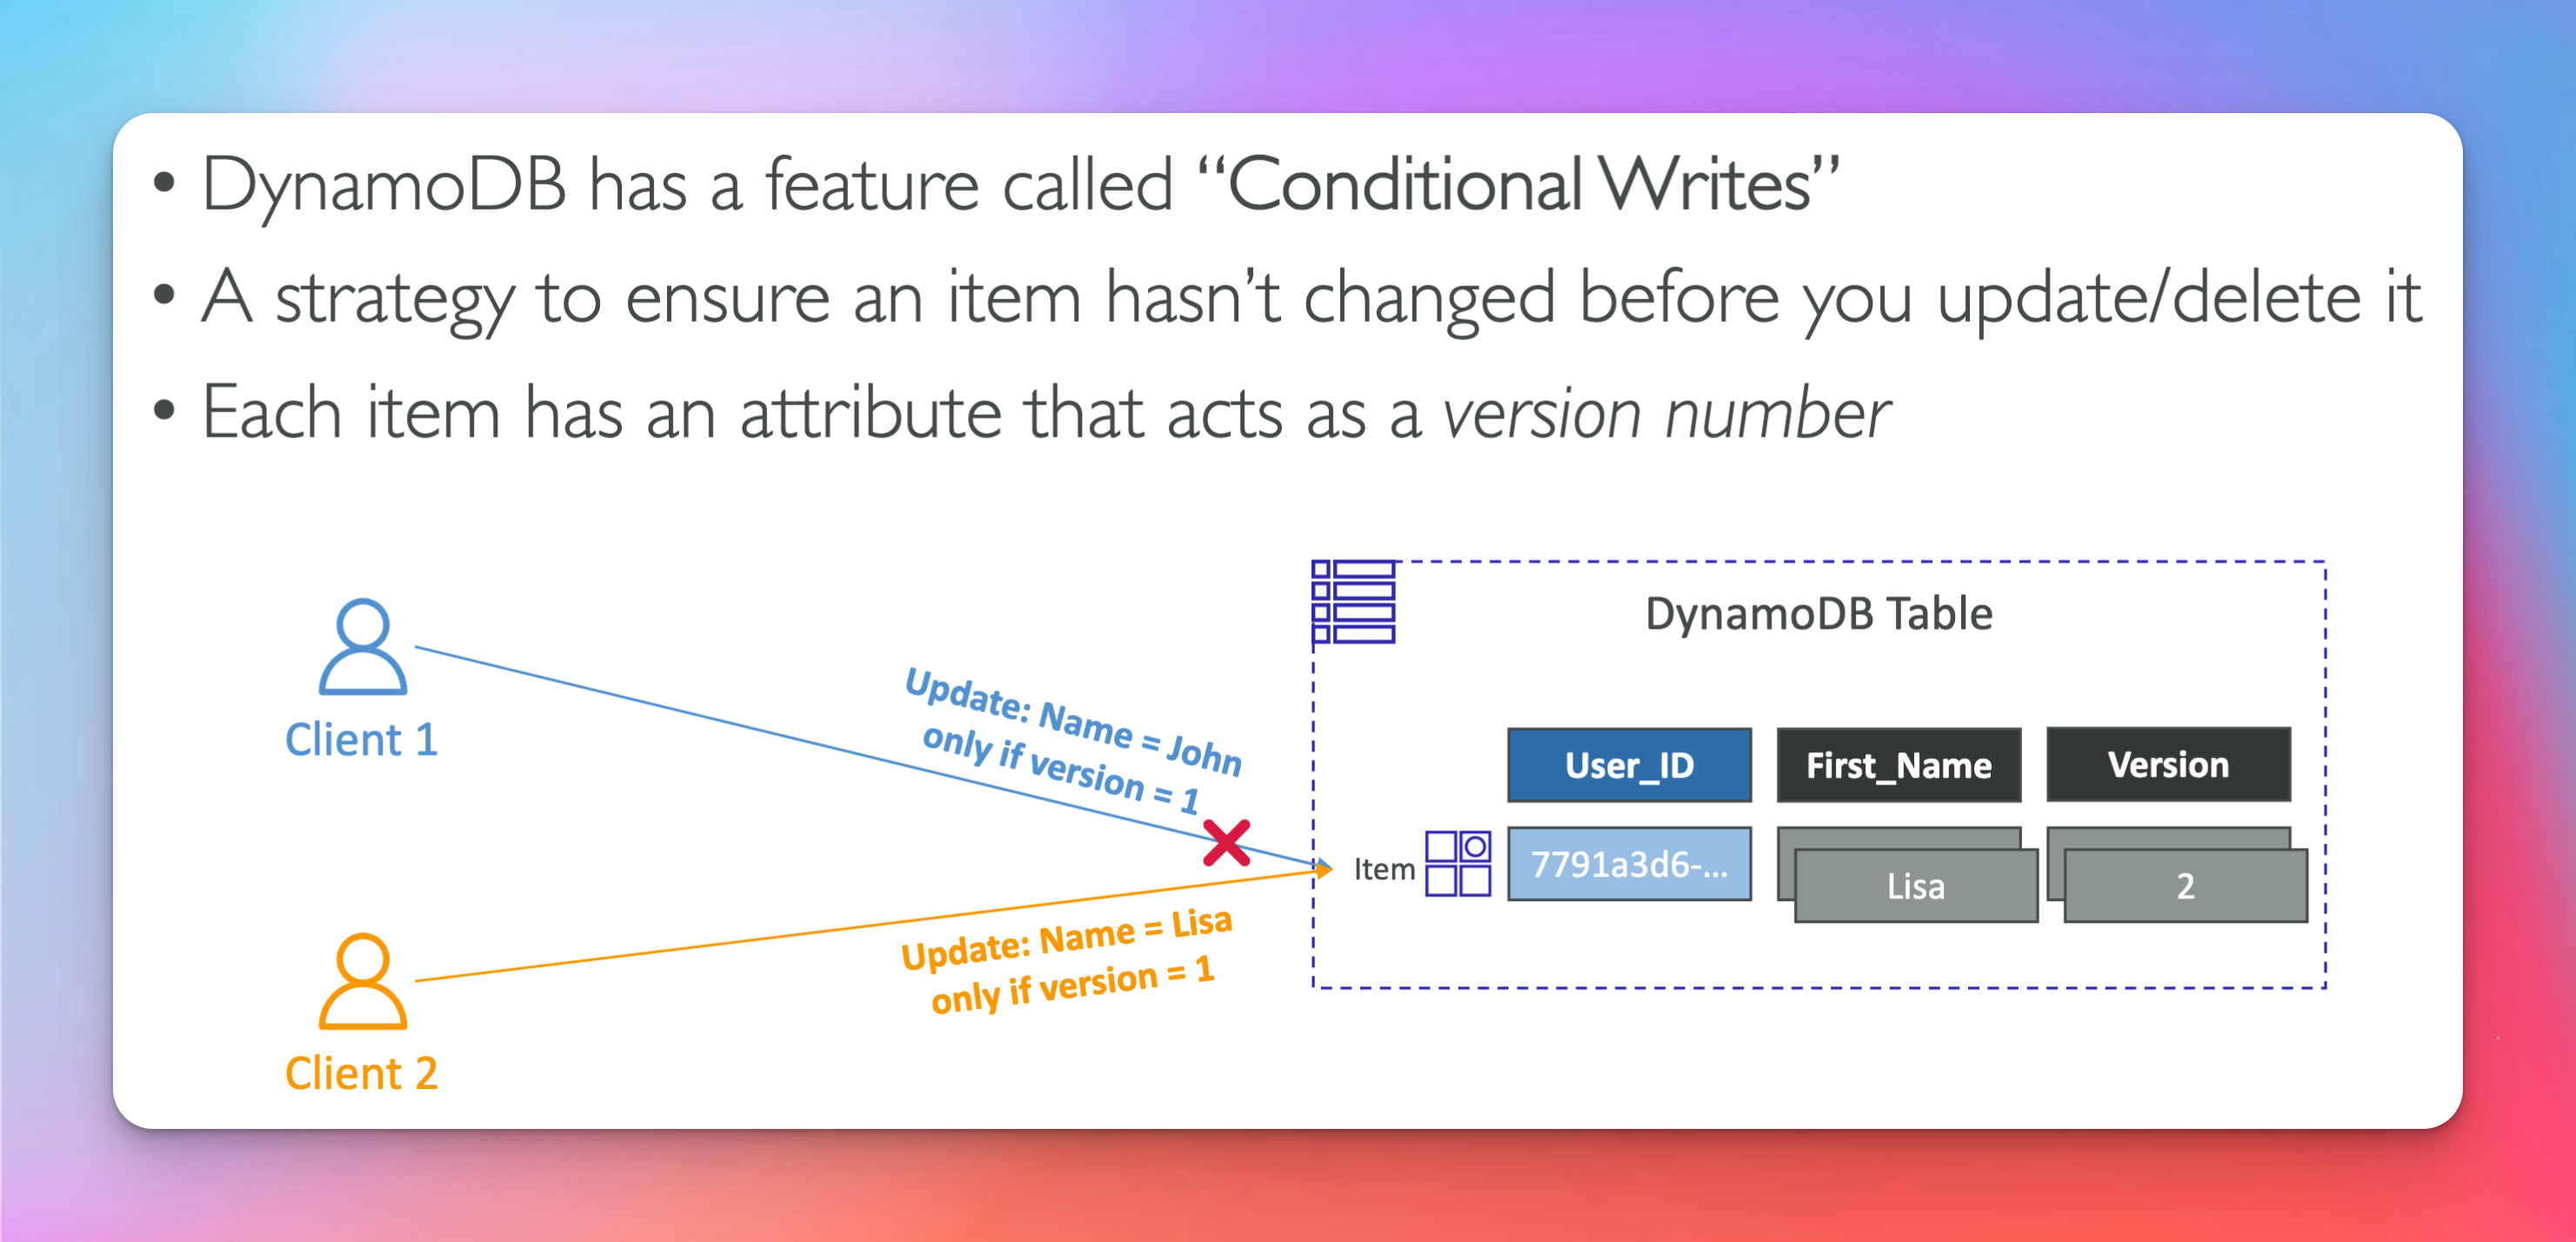 • DynamoDB has a feature called “Conditional Writes”
• A strategy to ensure an item hasn’t changed before you update/delete it
• Each item has an attribute that acts as a version number
DynamoDB Table
Client 1
Update: Name = John
only if version = 1
User_ID
First_Name
Version
Item
7791a3d6-...
Lisa
2
Update: Name = Lisa
only if version = 1
Client 2